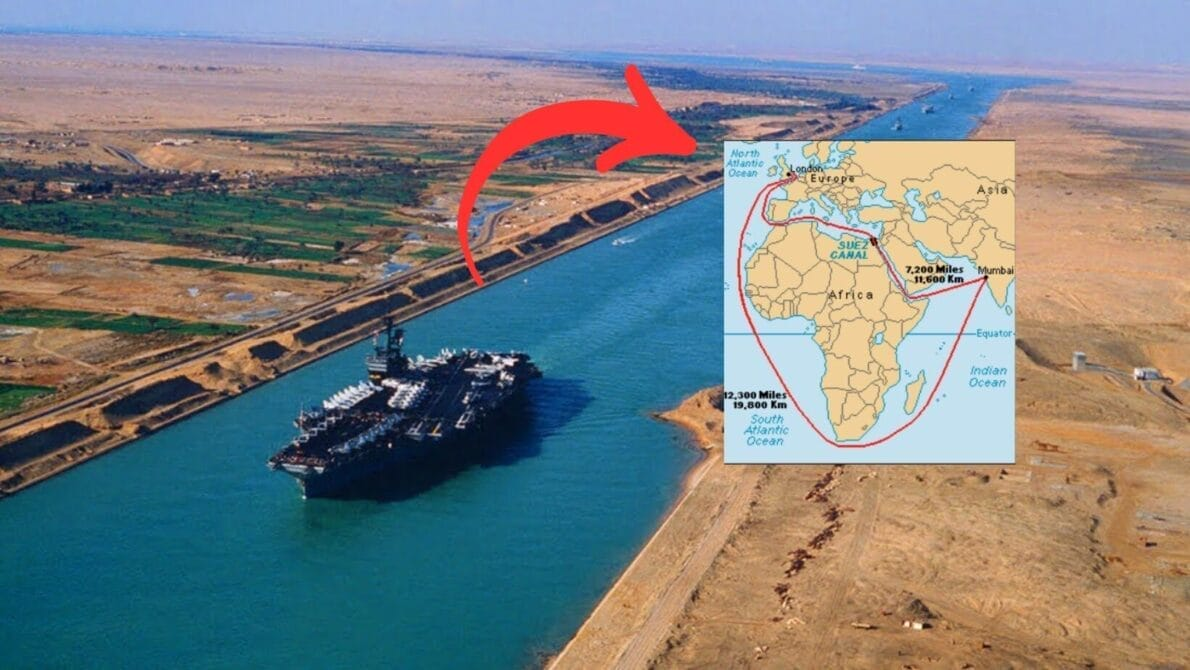 North
Atlantic
Ocean
London
Europe
Asia
SUEZ
CANAL
7,200 Miles
11,600 Km
Mumbai
Africa
Equator
Indian
Ocean
12,300 Miles
19,800 Km
South
Atlantic
Ocean